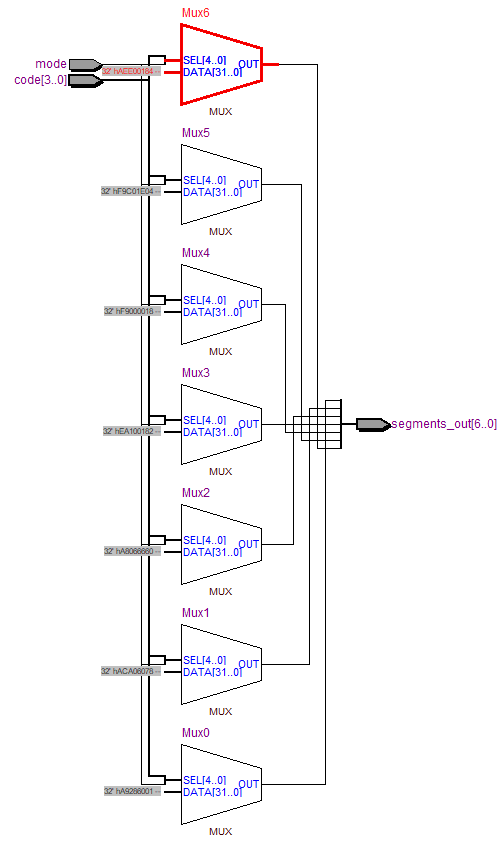 Mux6
mode
code[3..0]
32' hAEE00184 --
SEL[4..0]
DATA[31..0]
OUT
MUX
Mux5
32' hF9C01E04 --
SEL[4..0]
DATA[31..0]
OUT
MUX
Mux4
32' hF9000018 --
SEL[4..0]
DATA[31..0]
OUT
MUX
Mux3
32' hEA100182 --
SEL[4..0]
DATA[31..0]
OUT
MUX
segments_out[6..0]
Mux2
32' hA8066660 --
SEL[4..0]
DATA[31..0]
OUT
MUX
Mux1
32' hACA06078 --
SEL[4..0]
DATA[31..0]
OUT
MUX
Mux0
32' hA9286001 --
SEL[4..0]
DATA[31..0]
OUT
MUX